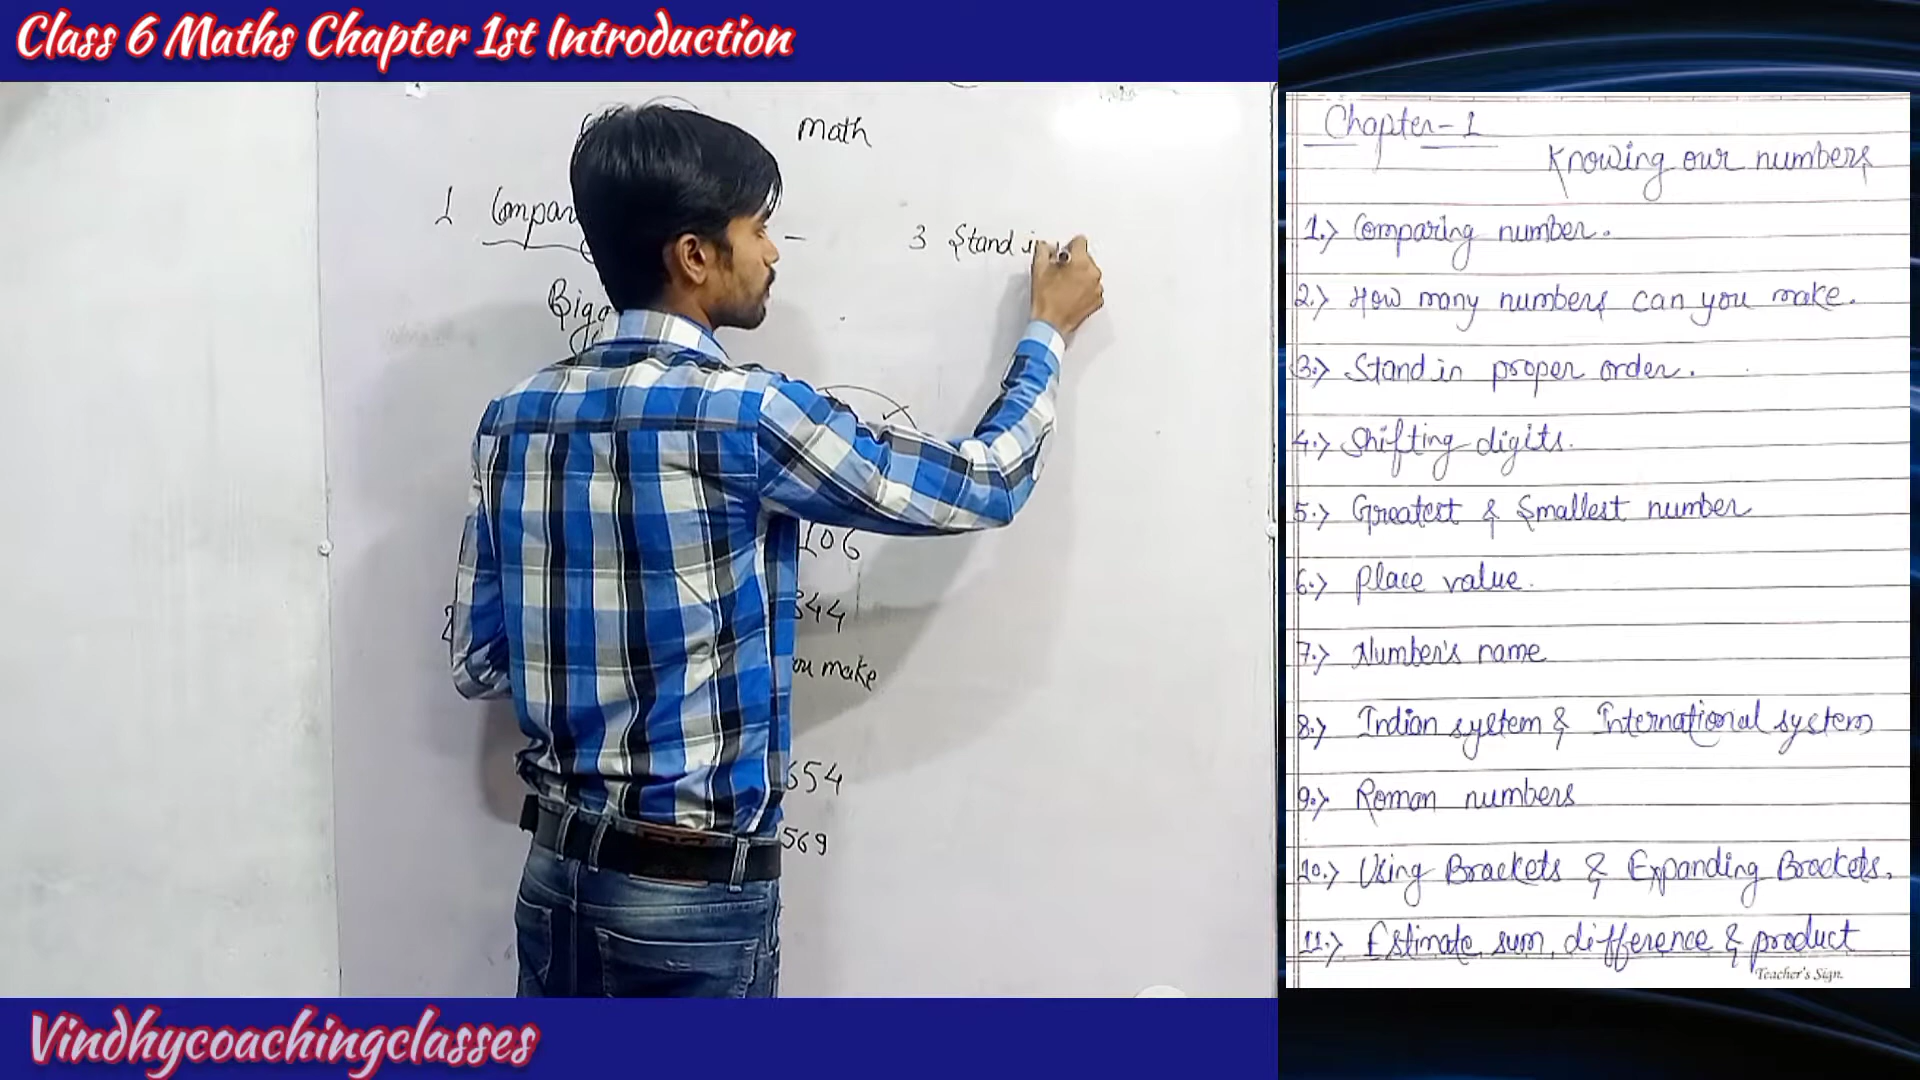 Class 6 Maths Chapter 1st Introduction
Math
1
3 Stand in
106
344
make
654
569
Chapter-1
Knowing our numbers
1.> Comparing number.
2.> How many numbers can you make.
3.> Stand in proper order.
4.> Shifting digits.
5.> Greatest & Smallest number
6.> Place value.
7.> Number's name
8.> Indian system & International system
9.> Roman numbers
10.> Using Brackets & Expanding Brackets.
11.> Estimate sum, difference & product
Teacher's Sign.
Vindhycoachingclasses